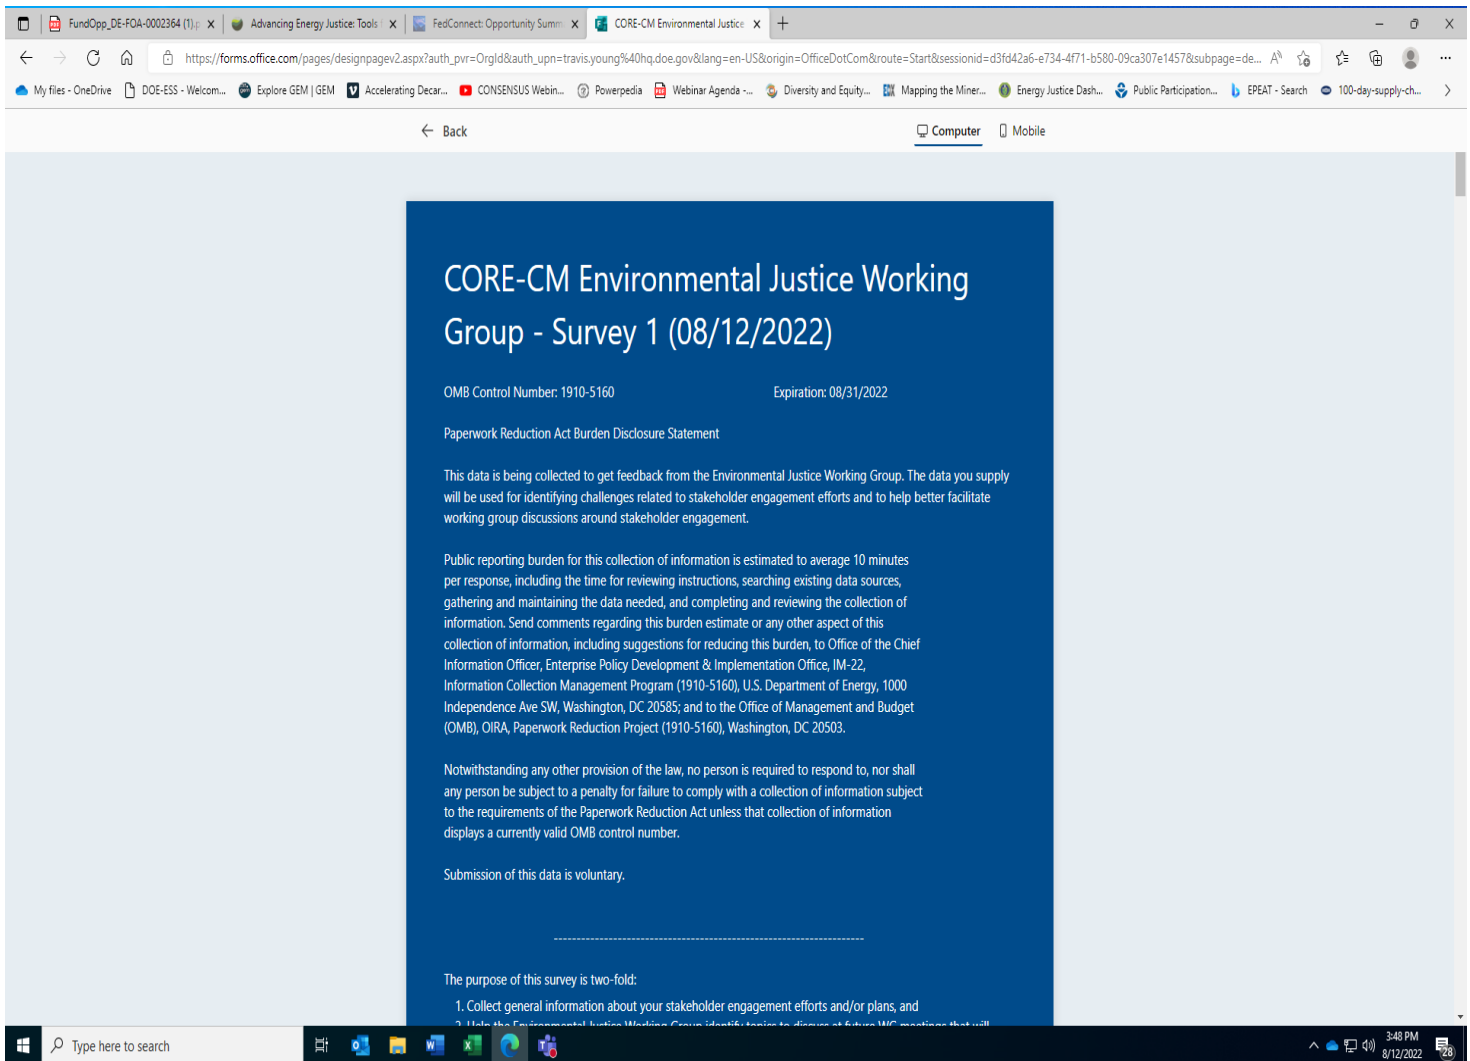 FundOpp_DE-FOA-0002364 (1).p
Advancing Energy Justice: Tools
FedConnect: Opportunity Summ
CORE-CM Environmental Justice
https://forms.office.com/pages/designpagev2.aspx?auth_pvr=OrgId&auth_upn=travis.young%40hq.doe.gov&lang=en-US&origin=OfficeDotCom&route=Start&sessionid=d3fd42a6-e734-4f71-b580-09ca307e1457&subpage=de...
My files - OneDrive
DOE-ESS - Welcom...
Explore GEM | GEM
Accelerating Decar...
CONSENSUS Webin...
Powerpedia
Webinar Agenda -...
Diversity and Equity...
Mapping the Miner...
Energy Justice Dash...
Public Participation...
EPEAT - Search
100-day-supply-ch...
Back
Computer
Mobile
CORE-CM Environmental Justice Working
Group - Survey 1 (08/12/2022)
OMB Control Number: 1910-5160 Expiration: 08/31/2022
Paperwork Reduction Act Burden Disclosure Statement
This data is being collected to get feedback from the Environmental Justice Working Group. The data you supply
will be used for identifying challenges related to stakeholder engagement efforts and to help better facilitate
working group discussions around stakeholder engagement.
Public reporting burden for this collection of information is estimated to average 10 minutes
per response, including the time for reviewing instructions, searching existing data sources,
gathering and maintaining the data needed, and completing and reviewing the collection of
information. Send comments regarding this burden estimate or any other aspect of this
collection of information, including suggestions for reducing this burden, to Office of the Chief
Information Officer, Enterprise Policy Development & Implementation Office, IM-22,
Information Collection Management Program (1910-5160), U.S. Department of Energy, 1000
Independence Ave SW, Washington, DC 20585; and to the Office of Management and Budget
(OMB), OIRA, Paperwork Reduction Project (1910-5160), Washington, DC 20503.
Notwithstanding any other provision of the law, no person is required to respond to, nor shall
any person be subject to a penalty for failure to comply with a collection of information subject
to the requirements of the Paperwork Reduction Act unless that collection of information
displays a currently valid OMB control number.
Submission of this data is voluntary.
--------------------------------------------------------------------
The purpose of this survey is two-fold:
1. Collect general information about your stakeholder engagement efforts and/or plans, and
2. Help the Environmental Justice Working Group identify topics to discuss at future WG meetings that will
Type here to search
3:48 PM
8/12/2022
28